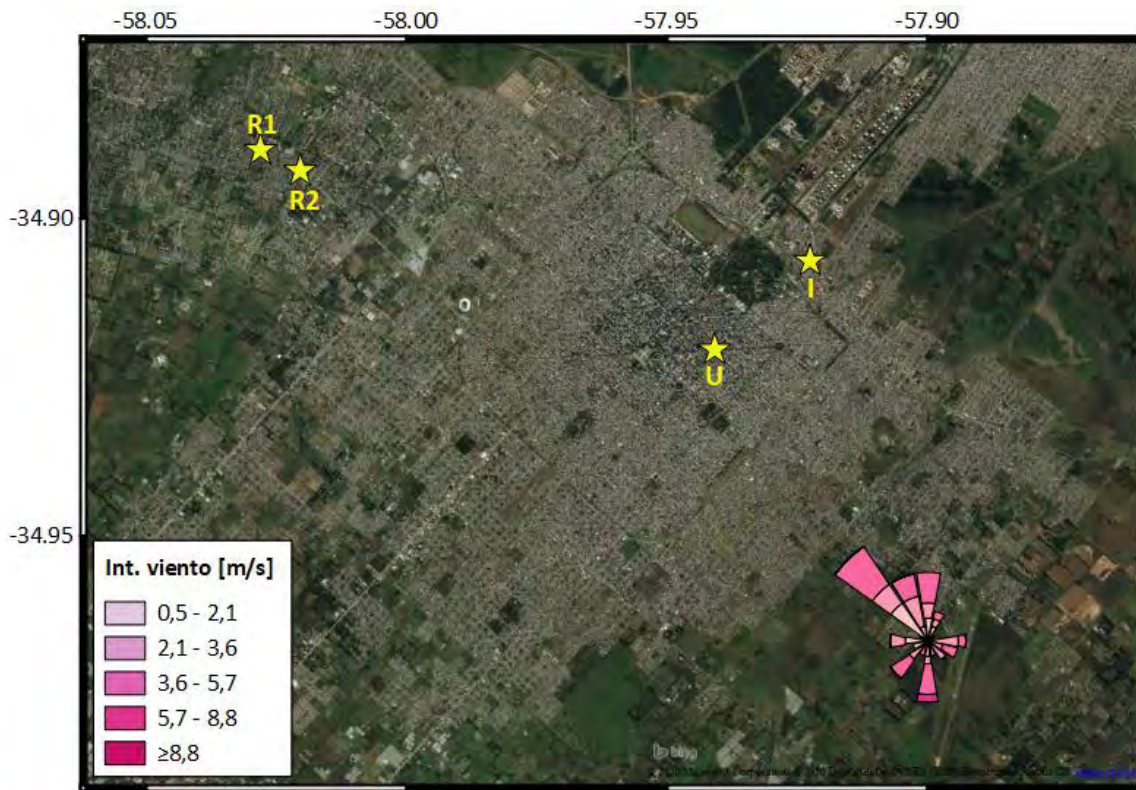 -58.05 -58.00 -57.95 -57.90
R1
R2
-34.90
I
U
-34.95
Int. viento [m/s]
0,5 - 2,1
2,1 - 3,6
3,6 - 5,7
5,7 - 8,8
≥8,8
bing